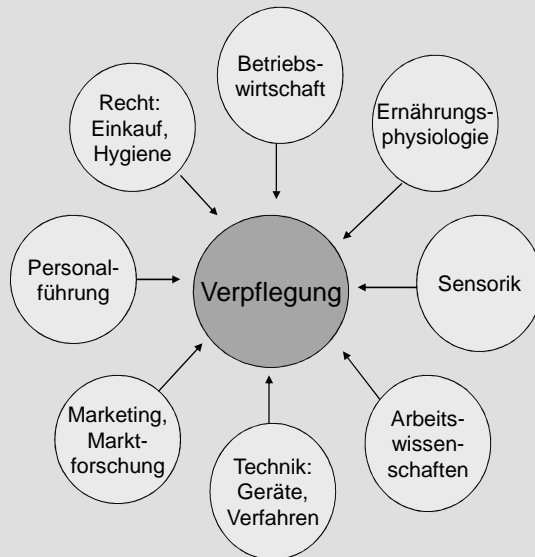 Betriebs-
wirtschaft
Ernährungs-
physiologie
Sensorik
Arbeits-
wissen-
schaften
Technik:
Geräte,
Verfahren
Marketing,
Markt-
forschung
Personal-
führung
Recht:
Einkauf,
Hygiene
Verpflegung